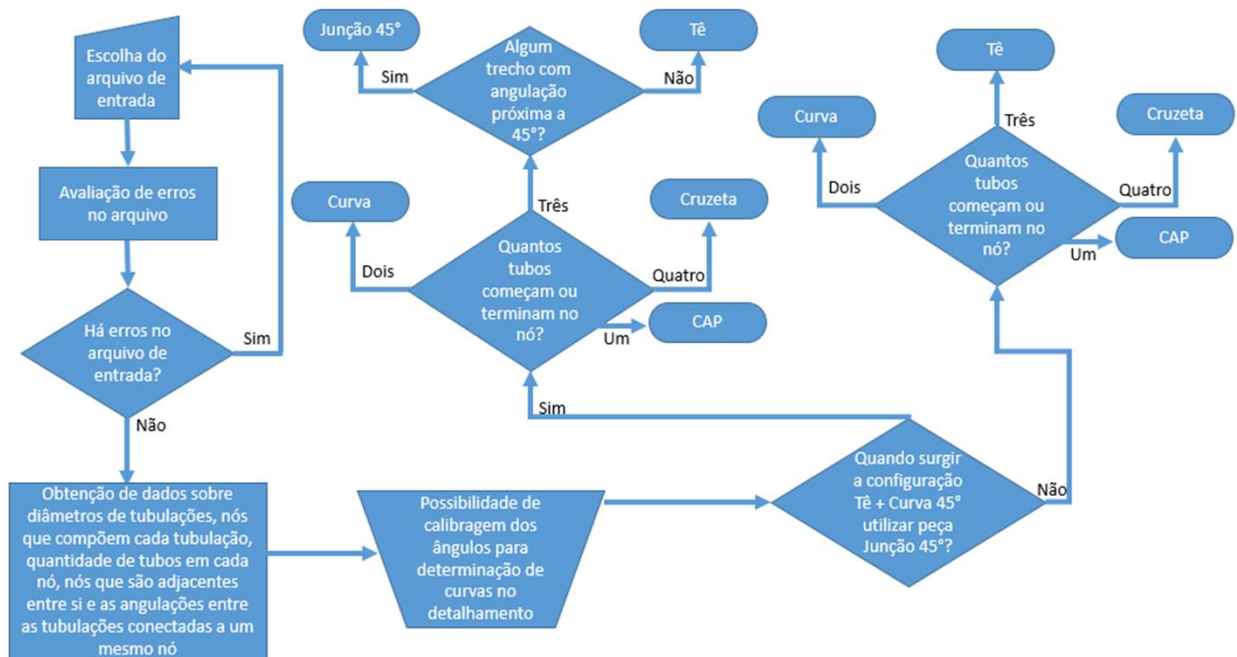 Escolha do
arquivo de
entrada
Avaliação de erros
no arquivo
Há erros no
arquivo de
entrada?
Sim
Não
Obtenção de dados sobre
diâmetros de tubulações, nós
que compõem cada tubulação,
quantidade de tubos em cada
nó, nós que são adjacentes
entre si e as angulações entre
as tubulações conectadas a um
mesmo nó
Possibilidade de
calibragem dos
ângulos para
determinação de
curvas no
detalhamento
Quando surgir
a configuração
Tê + Curva 45°
utilizar peça
Junção 45°?
Sim
Não
Quantos
tubos
começam ou
terminam no
nó?
Dois
Curva
Três
Quatro
Cruzeta
Um
CAP
Algum
trecho com
angulação
próxima a
45°?
Sim
Junção 45°
Não
Tê
Quantos
tubos
começam ou
terminam no
nó?
Dois
Curva
Três
Tê
Quatro
Cruzeta
Um
CAP